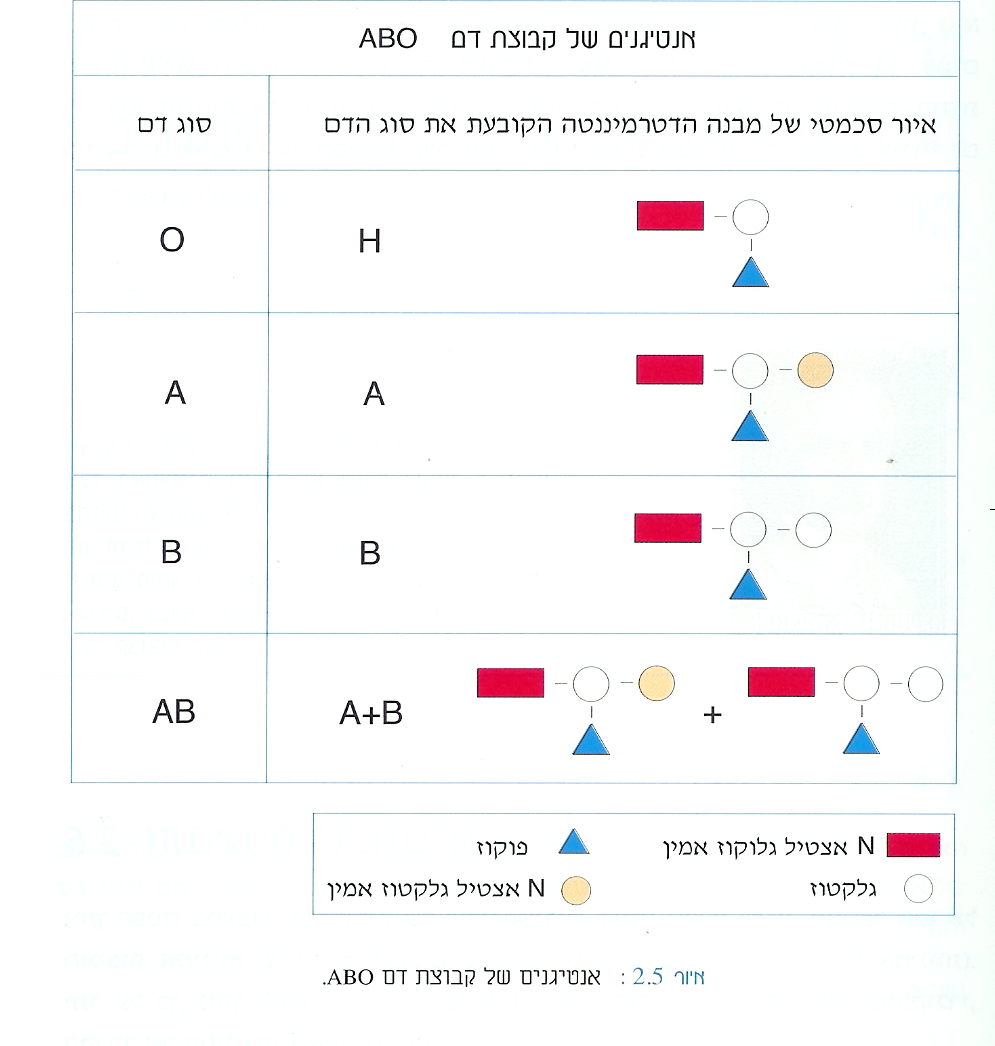 אנטיגנים של קבוצת דם ABO
איור סכמטי של מבנה הדטרמיננטה הקובעת את סוג הדם
סוג דם
H
O
A
A
B
B
+
A+B
AB
N אצטיל גלוקוז אמין
פוקוז
גלקטוז
N אצטיל גלקטוז אמין
איור 2.5 : אנטיגנים של קבוצת דם ABO.